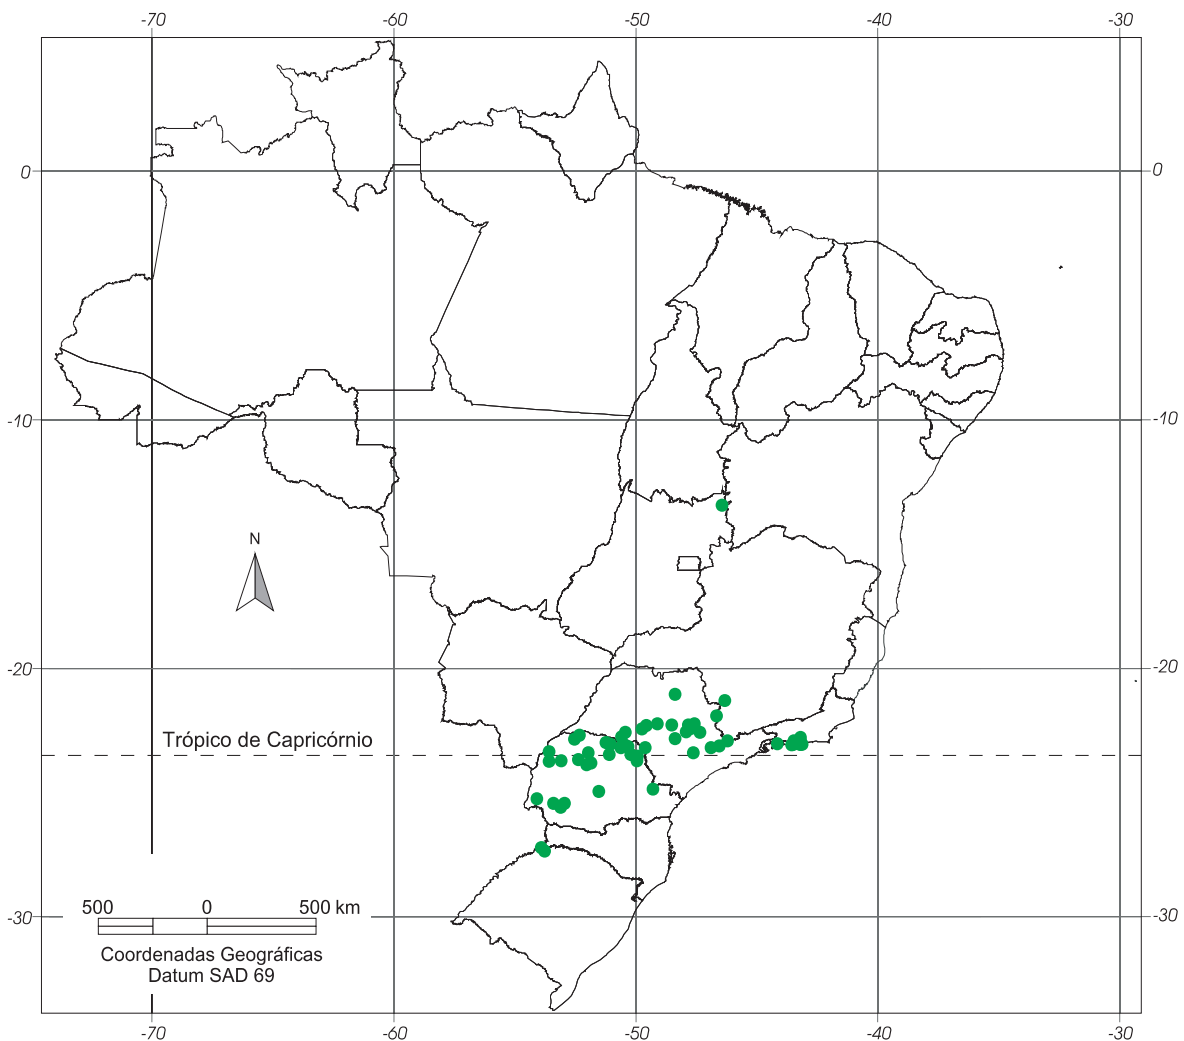 -70 -60 -50 -40 -30
0 0
-10 -10
N
-20 -20
Trópico de Capricórnio
500 0 500 km
-30 -30
Coordenadas Geográficas
Datum SAD 69
-70 -60 -50 -40 -30